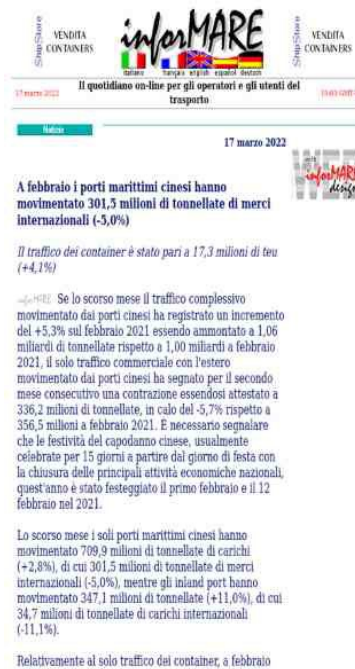 ShipStore
VENDITA
CONTAINERS
inforMARE
italiano français english español deutsch
ShipStore
VENDITA
CONTAINERS
17 marzo 2022
Il quotidiano on-line per gli operatori e gli utenti del
trasporto
Notizie
17 marzo 2022
inforMARE
design
A febbraio i porti marittimi cinesi hanno
movimentato 301,5 milioni di tonnellate di merci
internazionali (-5,0%)
Il traffico dei container è stato pari a 17,3 milioni di teu
(+4,1%)
inforMARE Se lo scorso mese il traffico complessivo
movimentato dai porti cinesi ha registrato un incremento
del +5,3% sul febbraio 2021 essendo ammontato a 1,06
miliardi di tonnellate rispetto a 1,00 miliardi a febbraio
2021, il solo traffico commerciale con l'estero
movimentato dai porti cinesi ha segnato per il secondo
mese consecutivo una contrazione essendosi attestato a
336,2 milioni di tonnellate, in calo del -5,7% rispetto a
356,5 milioni a febbraio 2021. È necessario segnalare
che le festività del capodanno cinese, usualmente
celebrate per 15 giorni a partire dal giorno di festa con
la chiusura delle principali attività economiche nazionali,
quest'anno è stato festeggiato il primo febbraio e il 12
febbraio nel 2021.
Lo scorso mese i soli porti marittimi cinesi hanno
movimentato 709,9 milioni di tonnellate di carichi
(+2,8%), di cui 301,5 milioni di tonnellate di merci
internazionali (-5,0%), mentre gli inland port hanno
movimentato 347,1 milioni di tonnellate (+11,0%), di cui
34,7 milioni di tonnellate di carichi internazionali
(-11,1%).
Relativamente al solo traffico dei container, a febbraio